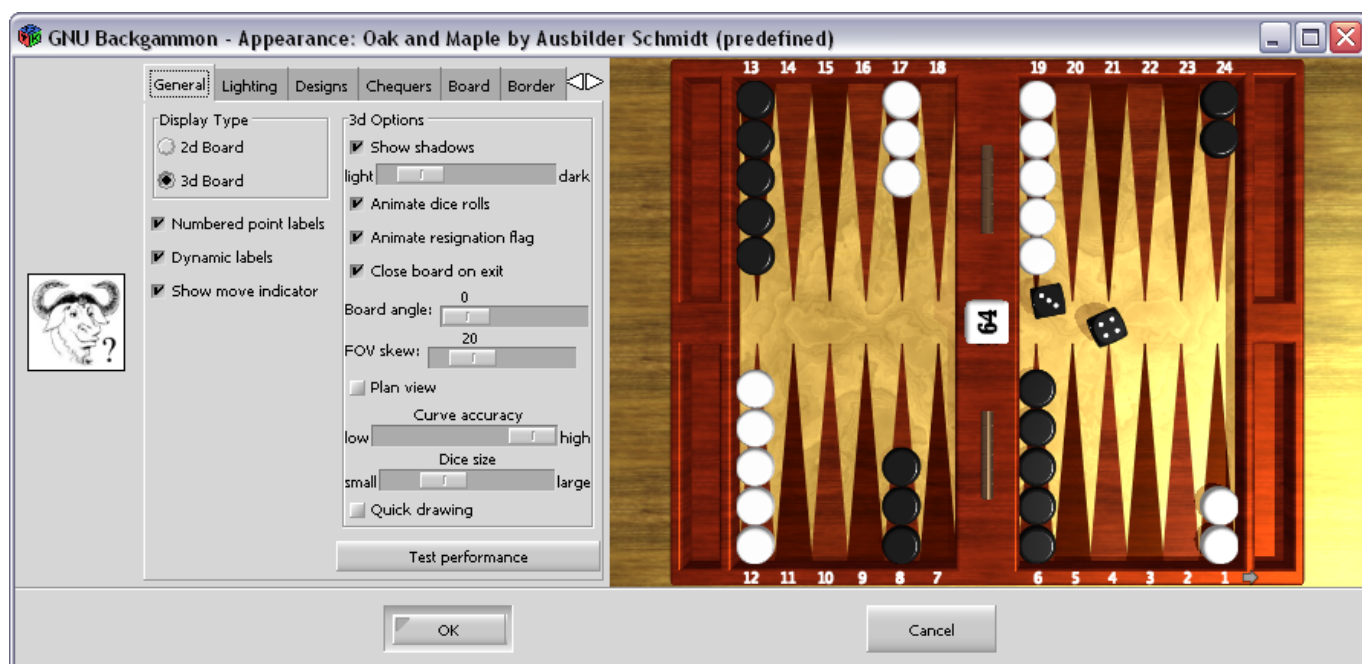 GNU Backgammon - Appearance: Oak and Maple by Ausbilder Schmidt (predefined)
General Lighting Designs Chequers Board Border
Display Type
2d Board
3d Board
Numbered point labels
Dynamic labels
Show move indicator
?
3d Options
Show shadows
light dark
Animate dice rolls
Animate resignation flag
Close board on exit
0
Board angle:
20
FOV skew:
Plan view
Curve accuracy
low high
Dice size
small large
Quick drawing
Test performance
13 14 15 16 17 18 19 20 21 22 23 24
64
12 11 10 9 8 7 6 5 4 3 2 1
OK Cancel